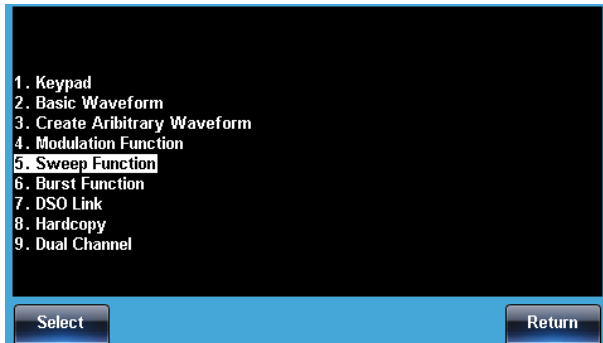 1. Keypad
2. Basic Waveform
3. Create Aribitrary Waveform
4. Modulation Function
5. Sweep Function
6. Burst Function
7. DSO Link
8. Hardcopy
9. Dual Channel
Select
Return